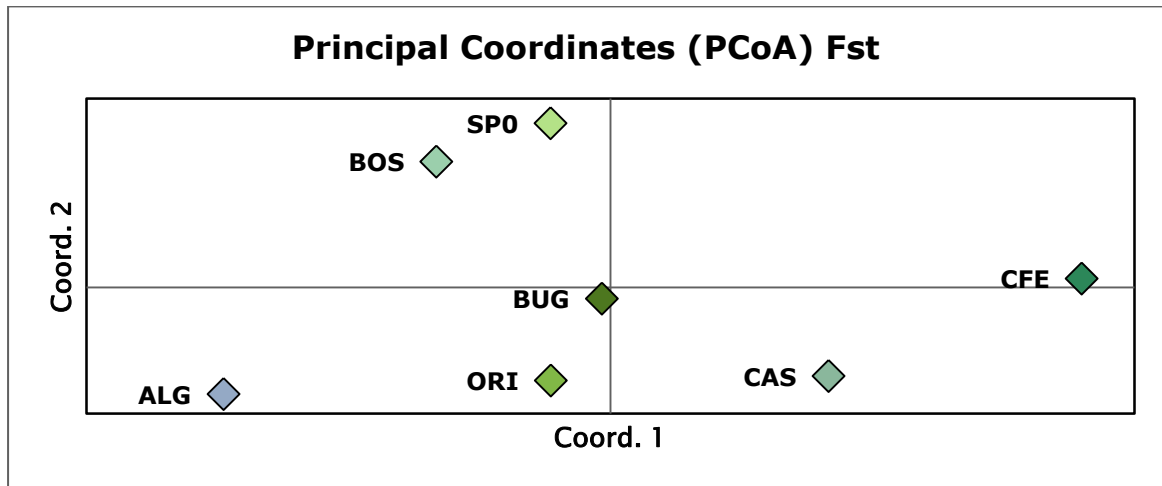 Principal Coordinates (PCoA) Fst
SP0
BOS
CFE
BUG
CAS
ORI
ALG
Coord. 2
Coord. 1